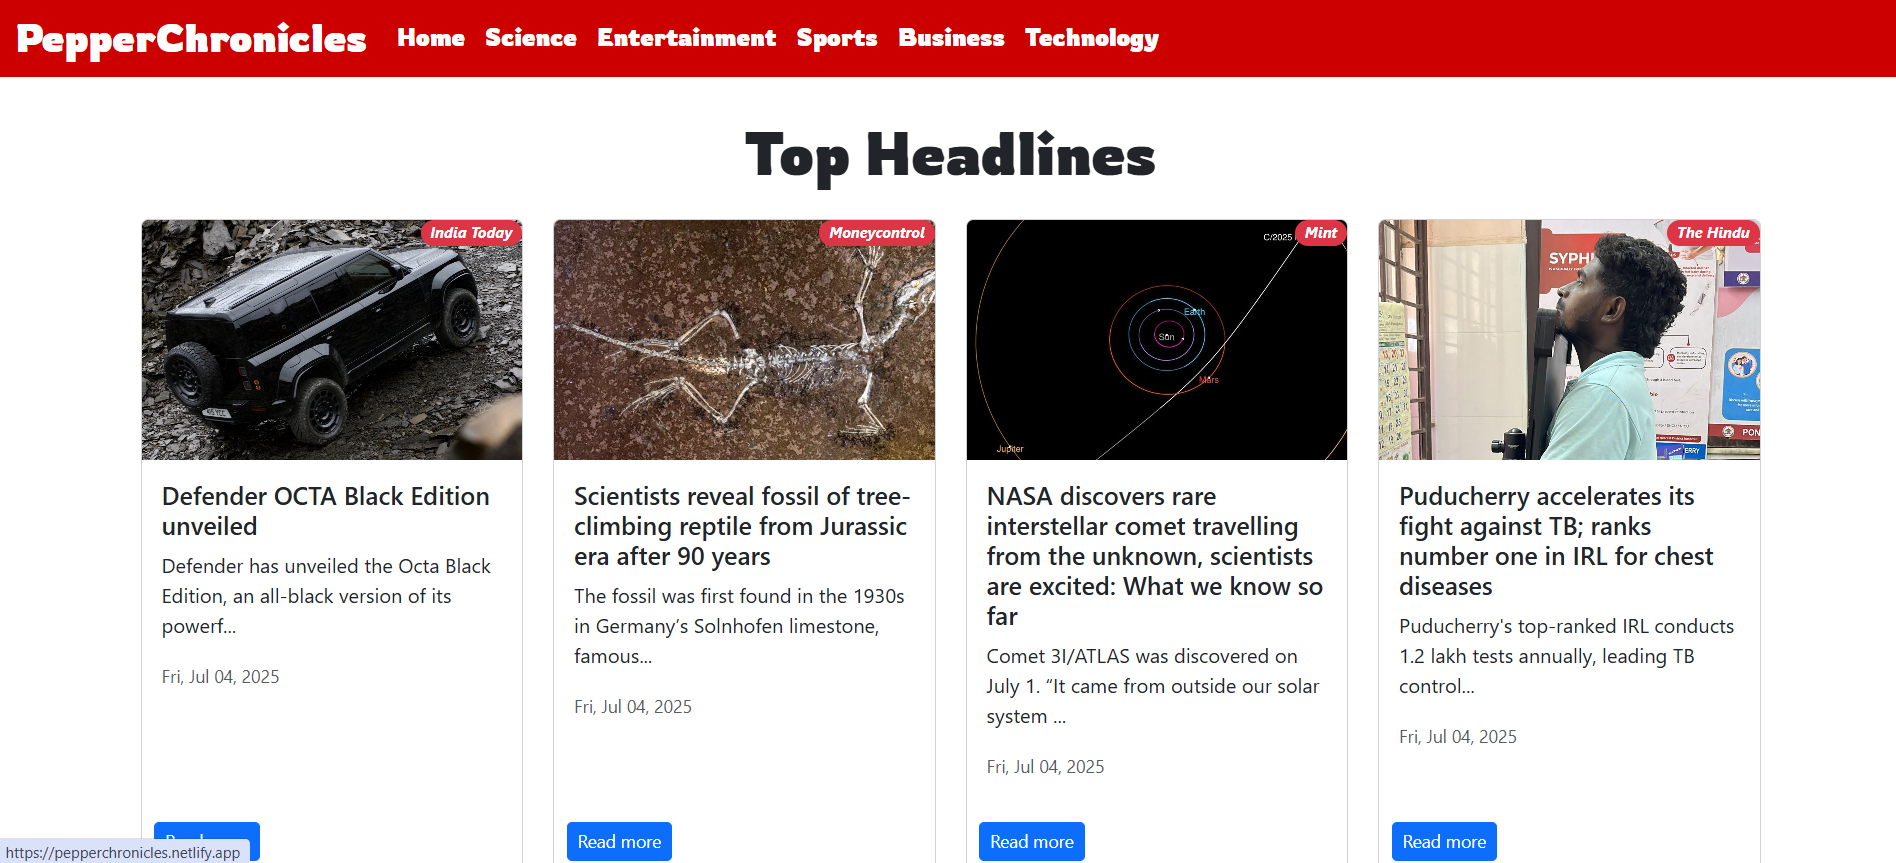 PepperChronicles Home Science Entertainment Sports Business Technology
Top Headlines
India Today
415 YCC
Defender OCTA Black Edition
unveiled
Defender has unveiled the Octa Black
Edition, an all-black version of its
powerf...
Fri, Jul 04, 2025
Moneycontrol
Scientists reveal fossil of tree-
climbing reptile from Jurassic
era after 90 years
The fossil was first found in the 1930s
in Germany’s Solnhofen limestone,
famous...
Fri, Jul 04, 2025
Read more
C/2025
Mint
Earth
Sun
Mars
Jupiter
NASA discovers rare
interstellar comet travelling
from the unknown, scientists
are excited: What we know so
far
Comet 3I/ATLAS was discovered on
July 1. “It came from outside our solar
system ...
Fri, Jul 04, 2025
Read more
The Hindu
Puducherry accelerates its
fight against TB; ranks
number one in IRL for chest
diseases
Puducherry's top-ranked IRL conducts
1.2 lakh tests annually, leading TB
control...
Fri, Jul 04, 2025
Read more
https://pepperchronicles.netlify.app